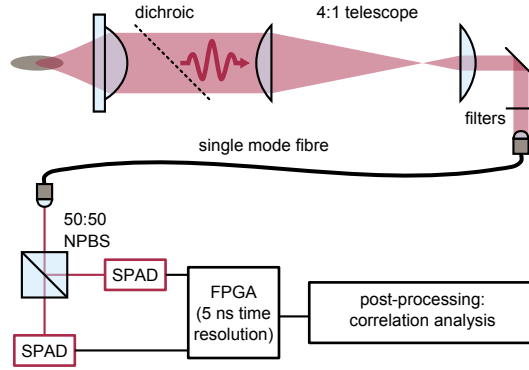 dichroic
4:1 telescope
filters
single mode fibre
50:50
NPBS
SPAD
SPAD
FPGA
(5 ns time
resolution)
post-processing:
correlation analysis